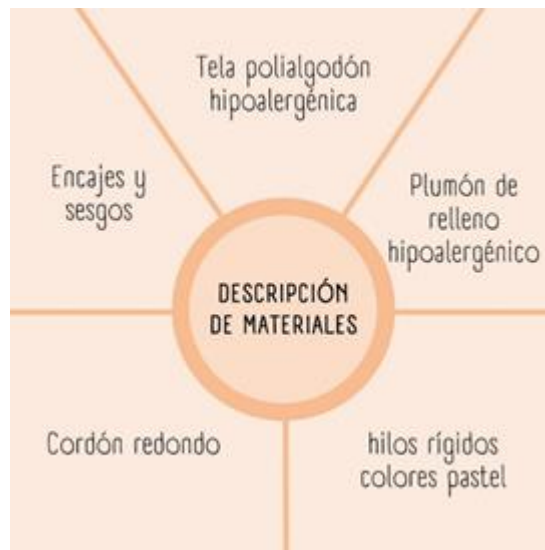 Tela polialgodón
hipoalergénica
Encajes y
sesgos
Plumón de
relleno
hipoalergénico
DESCRIPCIÓN
DE MATERIALES
Cordón redondo
hilos rígidos
colores pastel